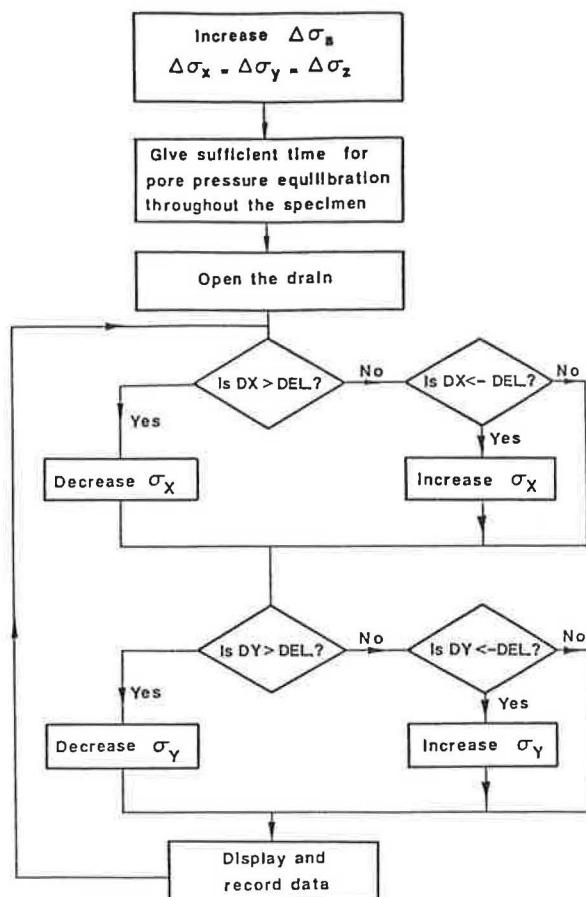 Increase Δσs
Δσx = Δσy = Δσz
Give sufficient time for
pore pressure equilibration
throughout the specimen
Open the drain
Is DX > DEL.?
No
Is DX<- DEL.?
No
Yes
Yes
Decrease σX
Increase σX
Is DY> DEL.?
No
Is DY <-DEL.?
No
Yes
Yes
Decrease σY
Increase σY
Display and
record data